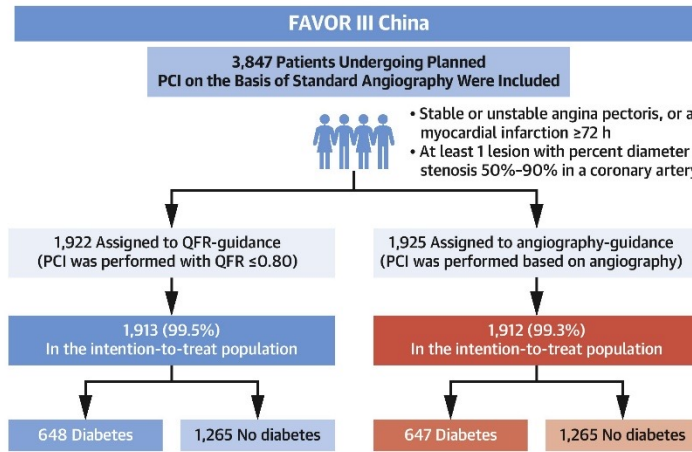 FAVOR III China
3,847 Patients Undergoing Planned
PCI on the Basis of Standard Angiography Were Included
• Stable or unstable angina pectoris, or a
myocardial infarction ≥72 h
• At least 1 lesion with percent diameter
stenosis 50%-90% in a coronary artery
1,922 Assigned to QFR-guidance
(PCI was performed with QFR ≤0.80)
1,925 Assigned to angiography-guidance
(PCI was performed based on angiography)
1,913 (99.5%)
In the intention-to-treat population
1,912 (99.3%)
In the intention-to-treat population
648 Diabetes
1,265 No diabetes
647 Diabetes
1,265 No diabetes